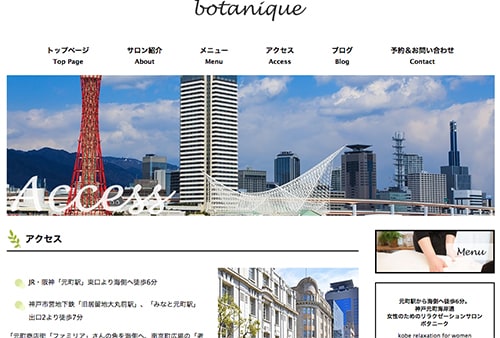 botanique
トップページ サロン紹介 メニュー アクセス ブログ 予約＆お問い合わせ
Top Page About Menu Access Blog Contact
Access
アクセス
JR・阪神「元町駅」東口より海側へ徒歩6分
神戸市営地下鉄「旧居留地大丸前駅」、「みなと元町駅」
出口2より徒歩7分
「元町商店街「ファミリア」さんの角を海側へ、南京町広場の「老
Menu
元町駅から海側へ徒歩6分。
神戸元町海岸通
女性のためのリラクゼーションサロン
ボタニーク
kobe relaxation for women